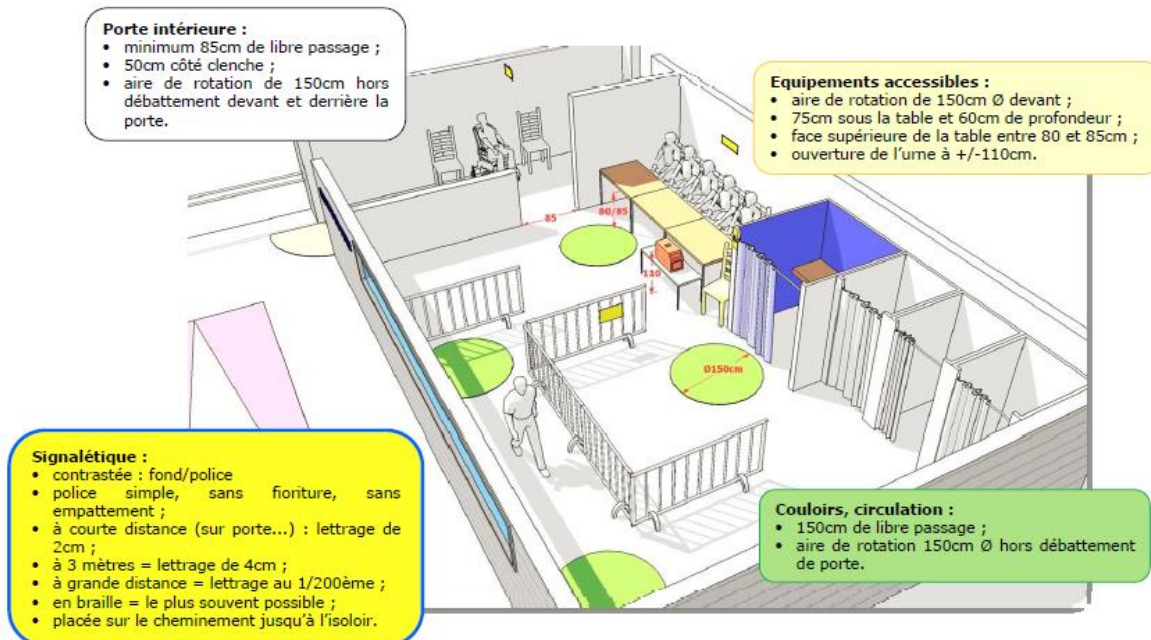 Porte intérieure :
• minimum 85cm de libre passage ;
• 50cm côté clenche ;
• aire de rotation de 150cm hors
débattement devant et derrière la
porte.
Equipements accessibles :
• aire de rotation de 150cm Ø devant ;
• 75cm sous la table et 60cm de profondeur ;
• face supérieure de la table entre 80 et 85cm ;
• ouverture de l'urne à +/-110cm.
85
80/85
110
Ø150cm
Signalétique :
• contrastée : fond/police
• police simple, sans fioriture, sans
empattement ;
• à courte distance (sur porte...) : lettrage de
2cm ;
• à 3 mètres = lettrage de 4cm ;
• à grande distance = lettrage au 1/200ème ;
• en braille = le plus souvent possible ;
• placée sur le cheminement jusqu'à l'isoloir.
Couloirs, circulation :
• 150cm de libre passage ;
• aire de rotation 150cm Ø hors débattement
de porte.